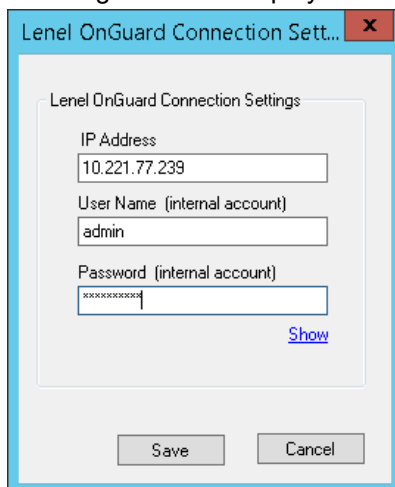 Lenel OnGuard Connection Sett...
x
Lenel OnGuard Connection Settings
IP Address
10.221.77.239
User Name (internal account)
admin
Password (internal account)
**********
Show
Save
Cancel